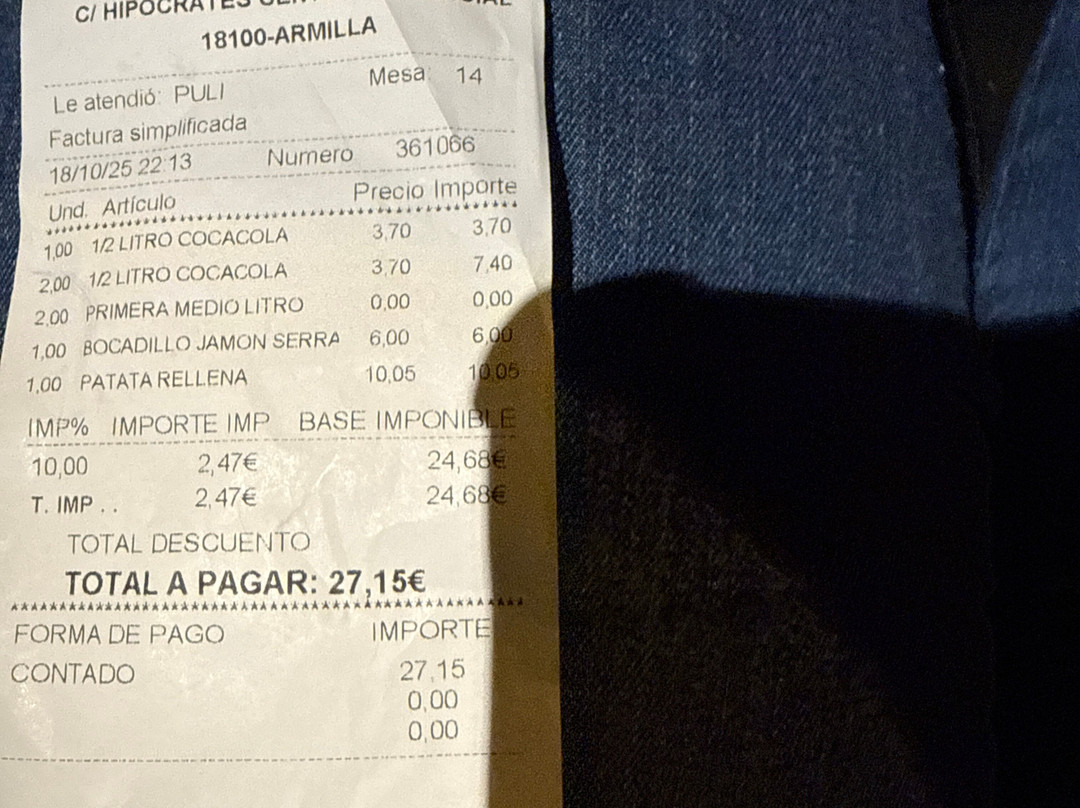 C/ HIPOCRATES
18100-ARMILLA
Le atendió: PULI Mesa: 14
Factura simplificada
18/10/25 22:13 Numero 361066
Und. Artículo Precio Importe
1,00 1/2 LITRO COCACOLA 3,70 3,70
2,00 1/2 LITRO COCACOLA 3,70 7,40
2,00 PRIMERA MEDIO LITRO 0,00 0,00
1,00 BOCADILLO JAMON SERRA 6,00 6,00
1,00 PATATA RELLENA 10,05 10,05
IMP% IMPORTE IMP BASE IMPONIBLE
10,00 2,47€ 24,68€
T. IMP . . 2,47€ 24,68€
TOTAL DESCUENTO
TOTAL A PAGAR: 27,15€
FORMA DE PAGO IMPORTE
CONTADO 27,15
0,00
0,00